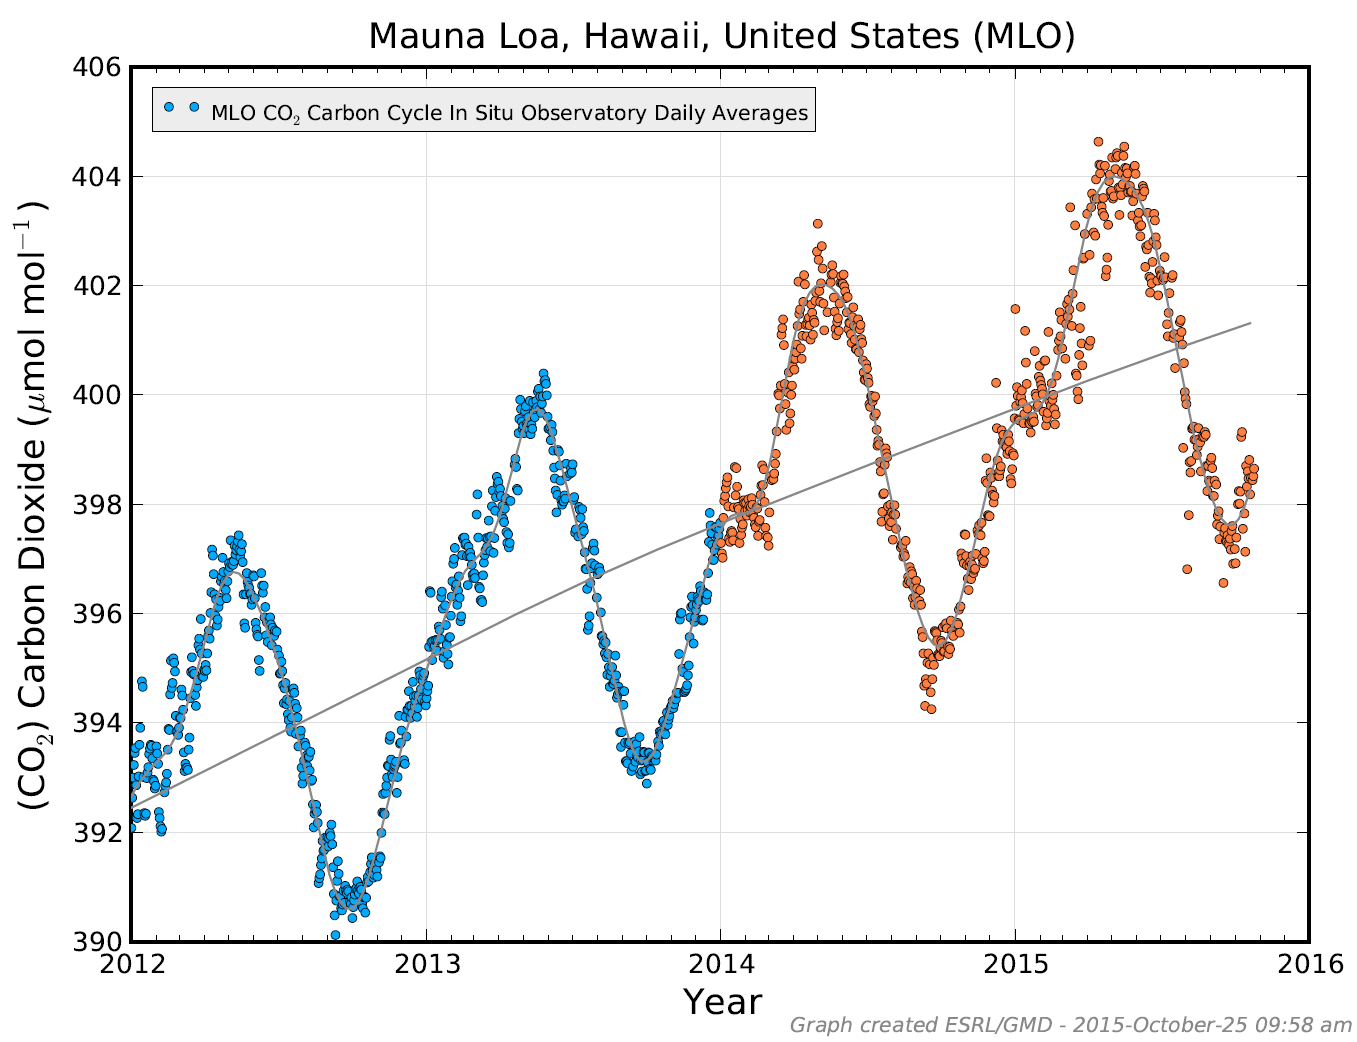 Mauna Loa, Hawaii, United States (MLO)
406
MLO CO₂ Carbon Cycle In Situ Observatory Daily Averages
404
402
400
398
396
394
392
390
(CO₂) Carbon Dioxide (μmol mol⁻¹)
2012 2013 2014 2015 2016
Year
Graph created ESRL/GMD - 2015-October-25 09:58 am